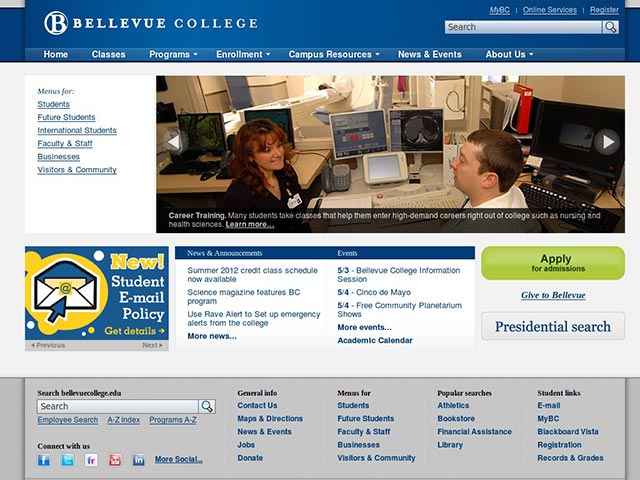 BELLEVUE COLLEGE
MyBC | Online Services | Register
Search
Home Classes Programs Enrollment Campus Resources News & Events About Us
Menus for:
Students
Future Students
International Students
Faculty & Staff
Businesses
Visitors & Community
Career Training. Many students take classes that help them enter high-demand careers right out of college such as nursing and
health sciences. Learn more...
New!
Student
E-mail
Policy
Get details
Previous Next
News & Announcements
Summer 2012 credit class schedule
now available
Science magazine features BC
program
Use Rave Alert to Set up emergency
alerts from the college
More news...
Events
5/3 - Bellevue College Information
Session
5/4 - Cinco de Mayo
5/4 - Free Community Planetarium
Shows
More events...
Academic Calendar
Apply
for admissions
Give to Bellevue
Presidential search
Search bellevuecollege.edu
Search
Employee Search A-Z Index Programs A-Z
Connect with us
More Social...
General info
Contact Us
Maps & Directions
News & Events
Jobs
Donate
Menus for
Students
Future Students
Faculty & Staff
Businesses
Visitors & Community
Popular searches
Athletics
Bookstore
Financial Assistance
Library
Student links
E-mail
MyBC
Blackboard Vista
Registration
Records & Grades